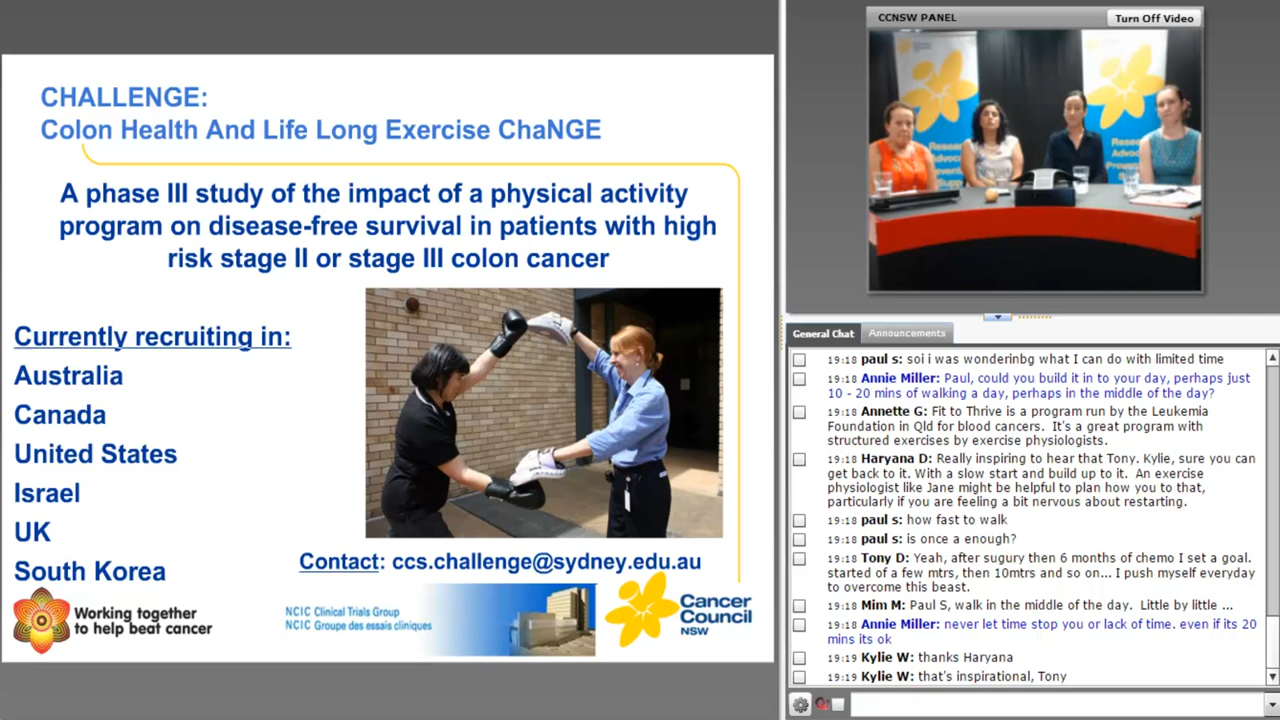 CHALLENGE:
Colon Health And Life Long Exercise ChaNGE
A phase III study of the impact of a physical activity
program on disease-free survival in patients with high
risk stage II or stage III colon cancer
Currently recruiting in:
Australia
Canada
United States
Israel
UK
South Korea
Contact: ccs.challenge@sydney.edu.au
Working together
to help beat cancer
NCIC Clinical Trials Group
NCIC Groupe des essais cliniques
Cancer
Council
NSW
CCNSW PANEL
Turn Off Video
General Chat
Announcements
19:18 paul s: soi i was wonderinbg what I can do with limited time
19:18 Annie Miller: Paul, could you build it in to your day, perhaps just
10 - 20 mins of walking a day, perhaps in the middle of the day?
19:18 Annette G: Fit to Thrive is a program run by the Leukemia
Foundation in Qld for blood cancers. It's a great program with
structured exercises by exercise physiologists.
19:18 Haryana D: Really inspiring to hear that Tony. Kylie, sure you can
get back to it. With a slow start and build up to it. An exercise
physiologist like Jane might be helpful to plan how you to that,
particularly if you are feeling a bit nervous about restarting.
19:18 paul s: how fast to walk
19:18 paul s: is once a enough?
19:18 Tony D: Yeah, after sugury then 6 months of chemo I set a goal.
started of a few mtrs, then 10mtrs and so on... I push myself everyday
to overcome this beast.
19:18 Mim M: Paul S, walk in the middle of the day. Little by little ...
19:18 Annie Miller: never let time stop you or lack of time. even if its 20
mins its ok
19:19 Kylie W: thanks Haryana
19:19 Kylie W: that's inspirational, Tony